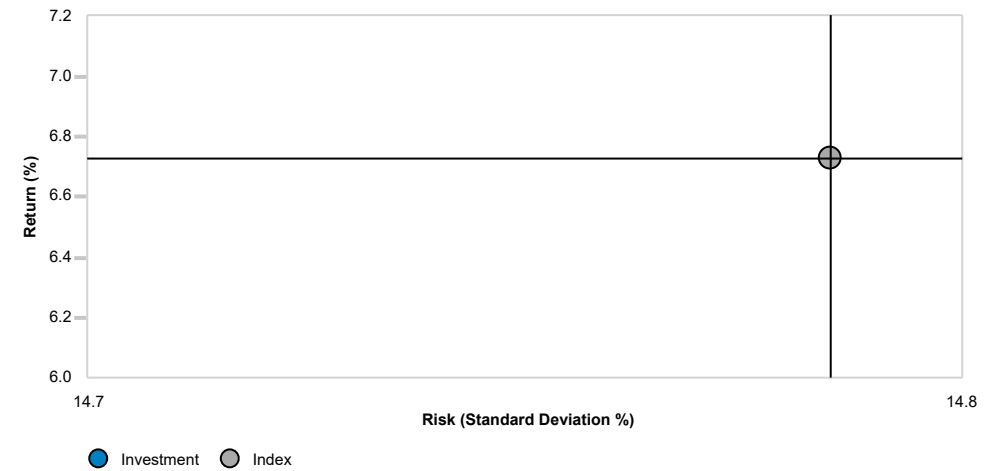 7.2
7.0
6.8
6.6
6.4
6.2
6.0
Return (%)
14.7
14.8
Risk (Standard Deviation %)
Investment
Index